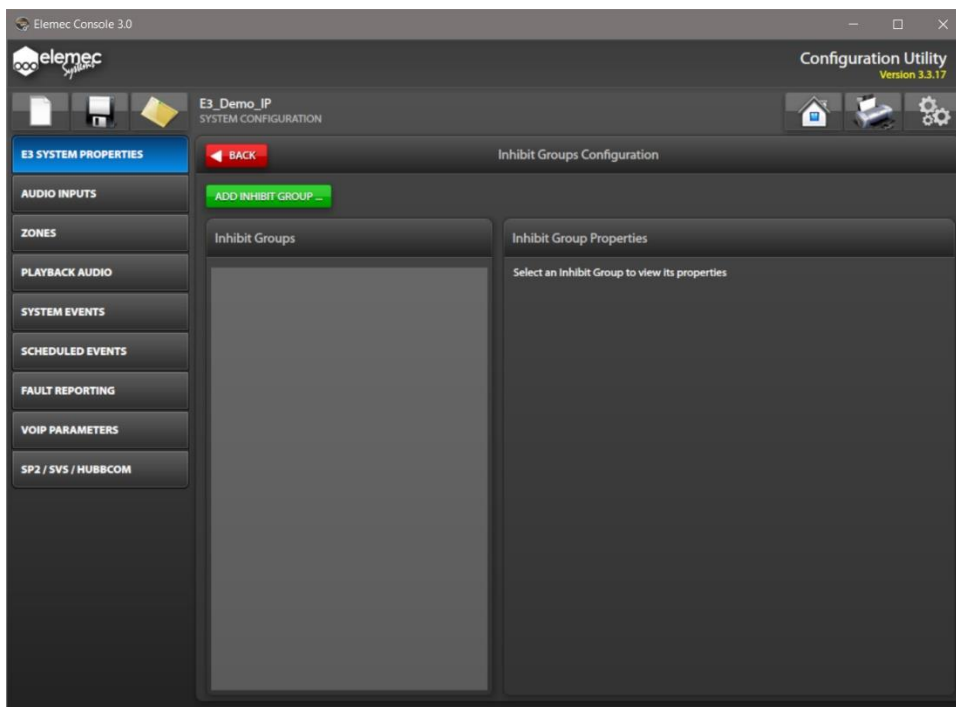 Elemec Console 3.0
elemec
Systems
Configuration Utility
Version 3.3.17
E3_Demo_IP
SYSTEM CONFIGURATION
E3 SYSTEM PROPERTIES
AUDIO INPUTS
ZONES
PLAYBACK AUDIO
SYSTEM EVENTS
SCHEDULED EVENTS
FAULT REPORTING
VOIP PARAMETERS
SP2 / SVS / HUBBCOM
BACK
Inhibit Groups Configuration
ADD INHIBIT GROUP ...
Inhibit Groups
Inhibit Group Properties
Select an Inhibit Group to view its properties